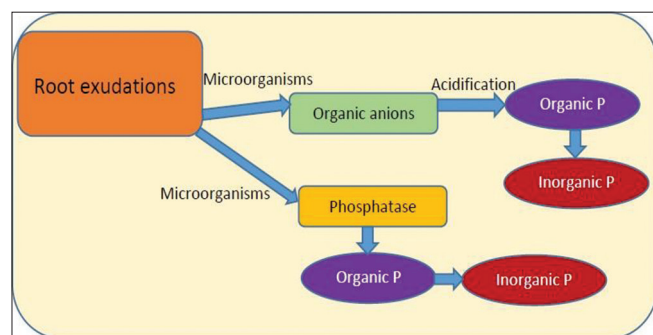 Root exudations
Microorganisms
Organic anions
Acidification
Organic P
Inorganic P
Microorganisms
Phosphatase
Organic P
Inorganic P